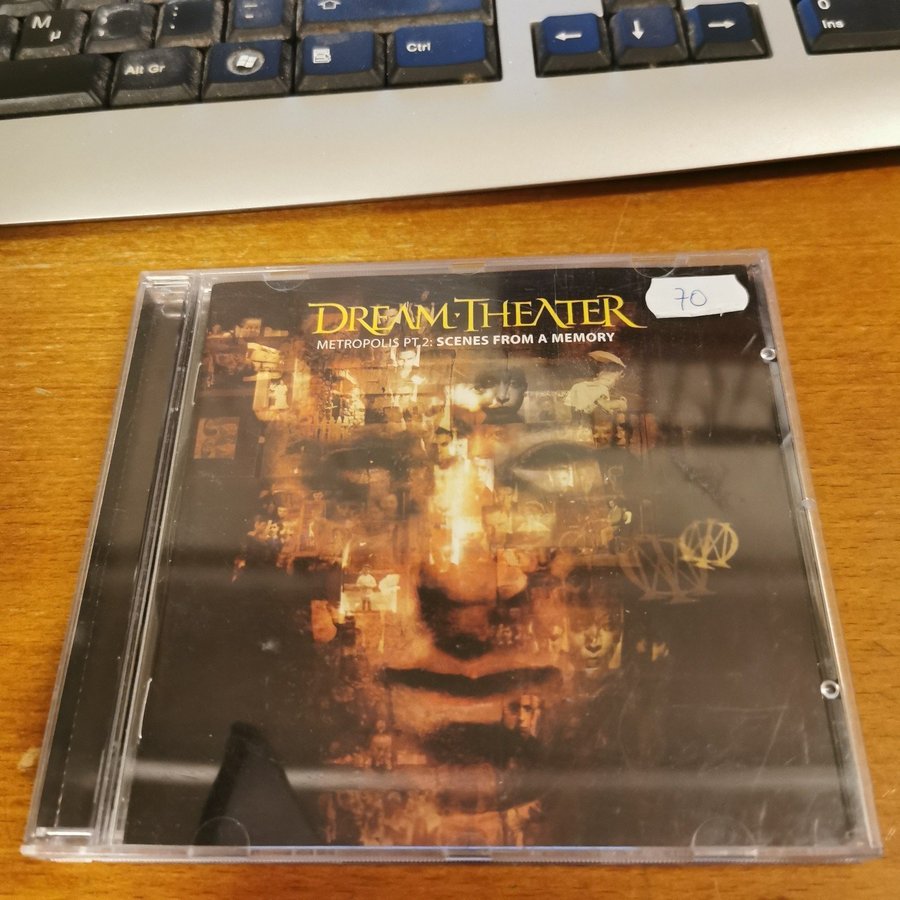 M
µ
;
,
:
.
-
Alt Gr
Ctrl
←
↓
→
0
Ins
DREAM·THEATER
METROPOLIS PT.2: SCENES FROM A MEMORY
70